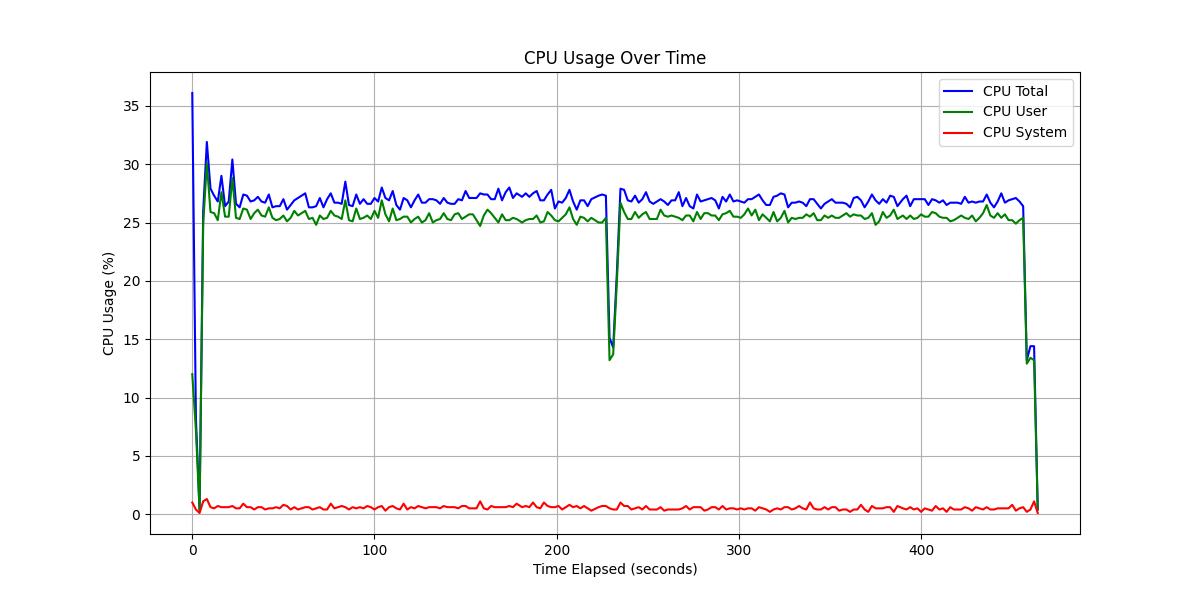 CPU Usage Over Time
CPU Usage (%)
35
30
25
20
15
10
5
0
CPU Total
CPU User
CPU System
0 100 200 300 400
Time Elapsed (seconds)